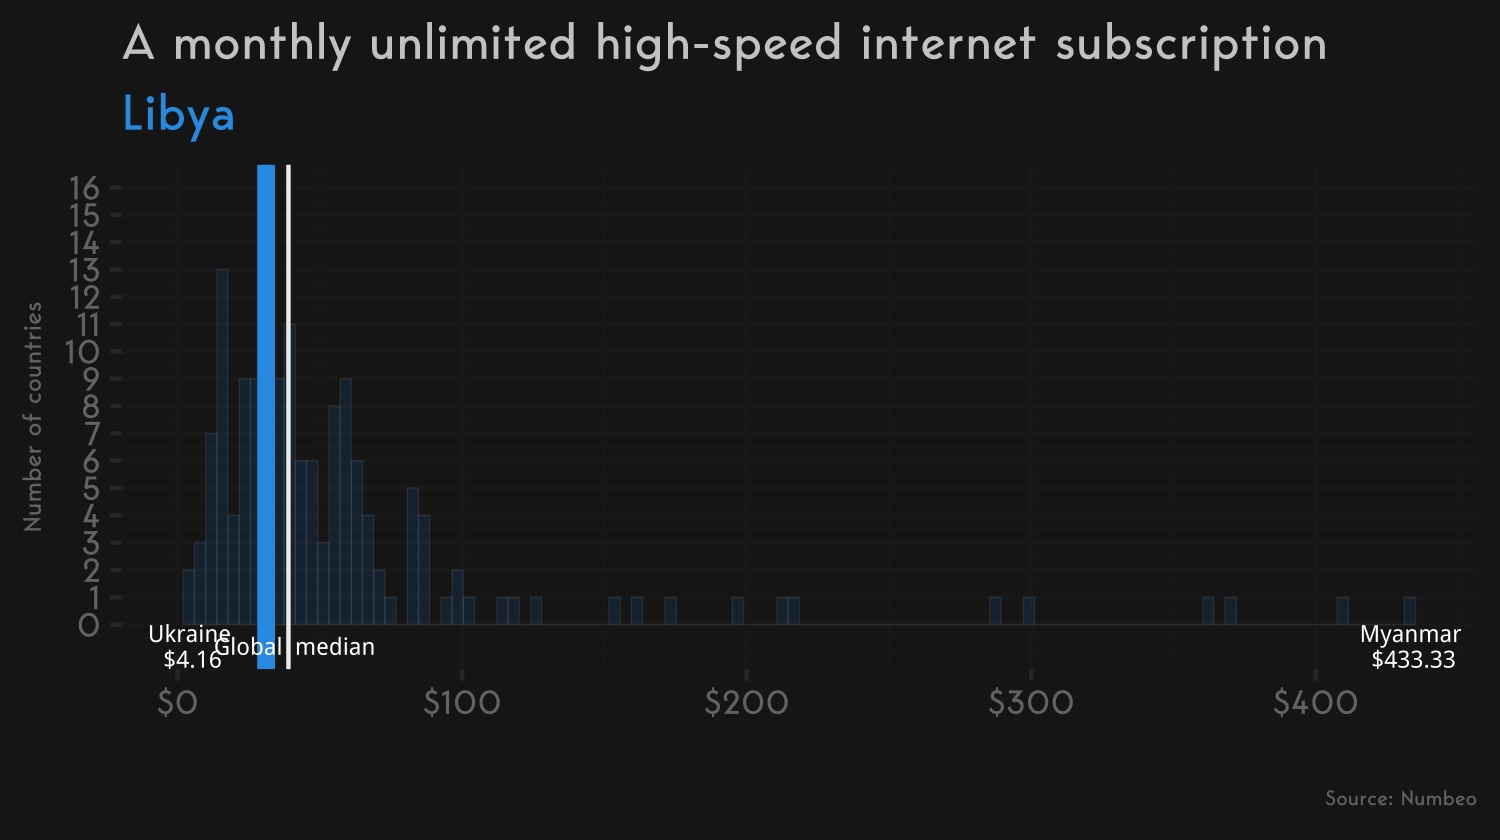 A monthly unlimited high-speed internet subscription
Libya
Number of countries
16
15
14
13
12
11
10
9
8
7
6
5
4
3
2
1
0
Ukraine
$4.16
Global median
Myanmar
$433.33
$0 $100 $200 $300 $400
Source: Numbeo